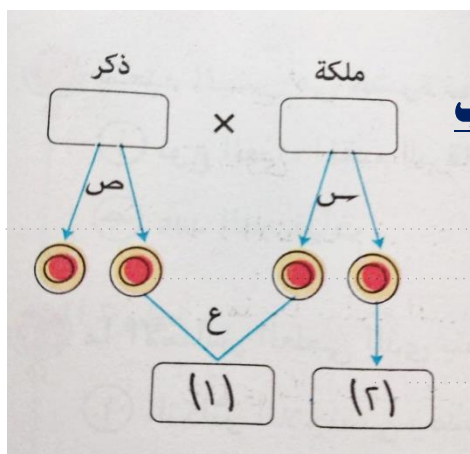 ملكة
ذكر
×
س
ص
ع
(١)
(٢)